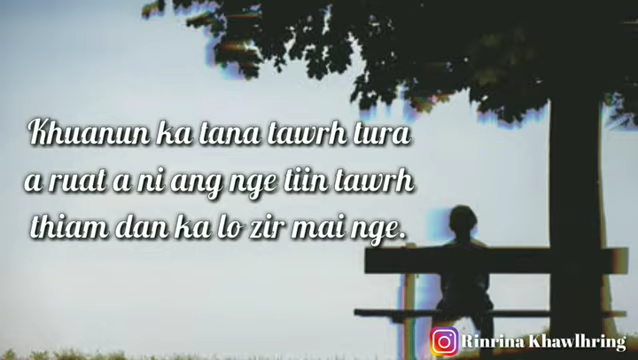 Khuanun ka tana tawrh tura
a ruat a ni ang nge tiin tawrh
thiam dan ka lo zir mai nge.
Rinrina Khawlhring